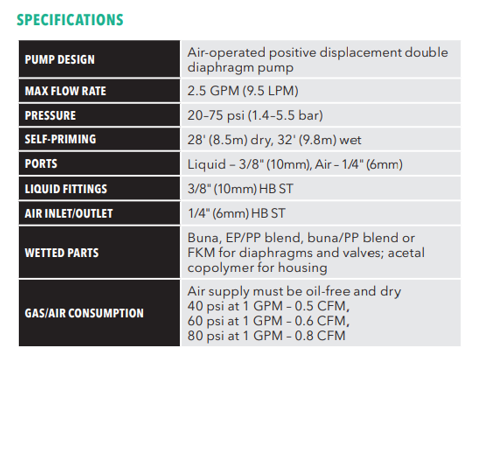 SPECIFICATIONS
PUMP DESIGN
Air-operated positive displacement double
diaphragm pump
MAX FLOW RATE
2.5 GPM (9.5 LPM)
PRESSURE
20–75 psi (1.4–5.5 bar)
SELF-PRIMING
28' (8.5m) dry, 32' (9.8m) wet
PORTS
Liquid – 3/8" (10mm), Air – 1/4" (6mm)
LIQUID FITTINGS
3/8" (10mm) HB ST
AIR INLET/OUTLET
1/4" (6mm) HB ST
WETTED PARTS
Buna, EP/PP blend, buna/PP blend or
FKM for diaphragms and valves; acetal
copolymer for housing
GAS/AIR CONSUMPTION
Air supply must be oil-free and dry
40 psi at 1 GPM – 0.5 CFM,
60 psi at 1 GPM – 0.6 CFM,
80 psi at 1 GPM – 0.8 CFM